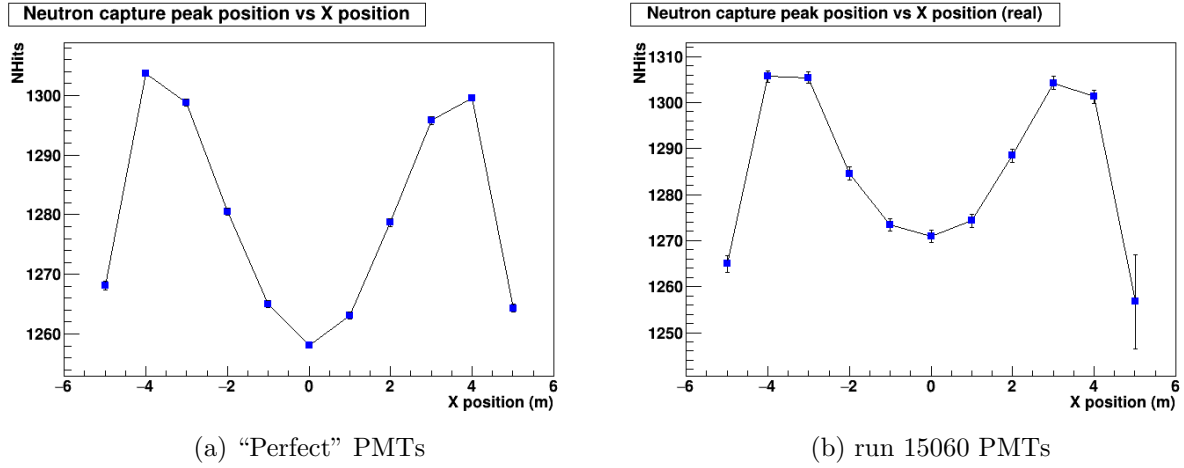 Neutron capture peak position vs X position
NHits
1300
1290
1280
1270
1260
−6 −4 −2 0 2 4 6
X position (m)
(a) “Perfect” PMTs
Neutron capture peak position vs X position (real)
NHits
1310
1300
1290
1280
1270
1260
1250
−6 −4 −2 0 2 4 6
X position (m)
(b) run 15060 PMTs